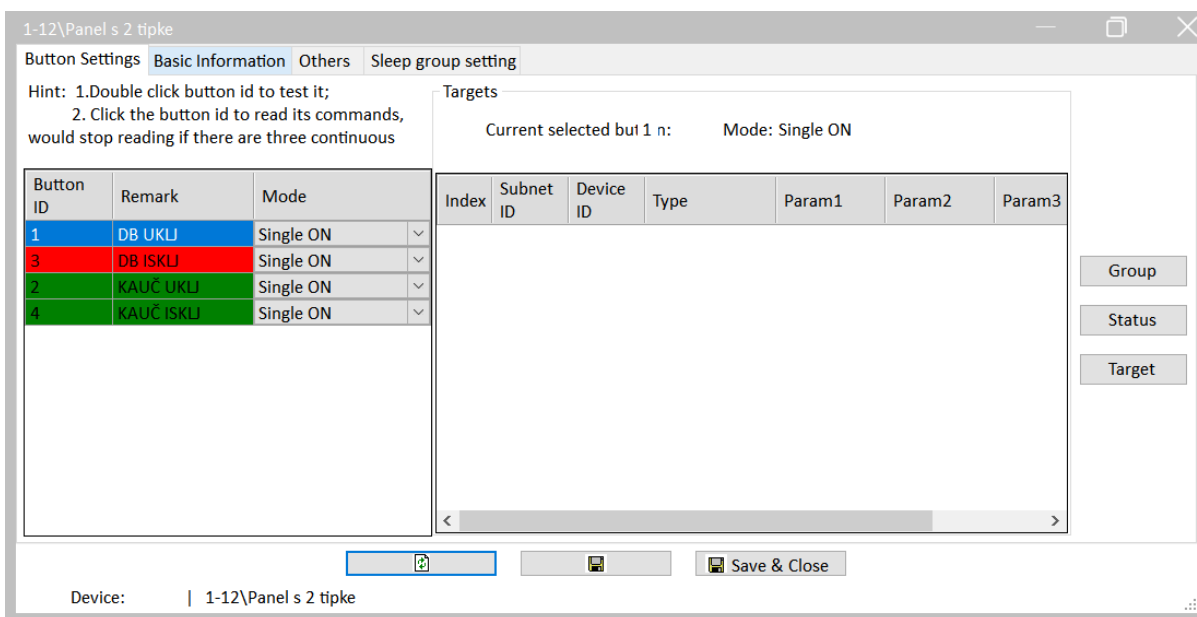 1-12\Panel s 2 tipke
Button Settings Basic Information Others Sleep group setting
Hint: 1.Double click button id to test it;
2. Click the button id to read its commands,
would stop reading if there are three continuous
Targets
Current selected but 1 n: Mode: Single ON
Button ID Remark Mode
1 DB UKLJ Single ON
3 DB ISKLJ Single ON
2 KAUČ UKLJ Single ON
4 KAUČ ISKLJ Single ON
Index Subnet ID Device ID Type Param1 Param2 Param3
Group
Status
Target
Save & Close
Device: | 1-12\Panel s 2 tipke